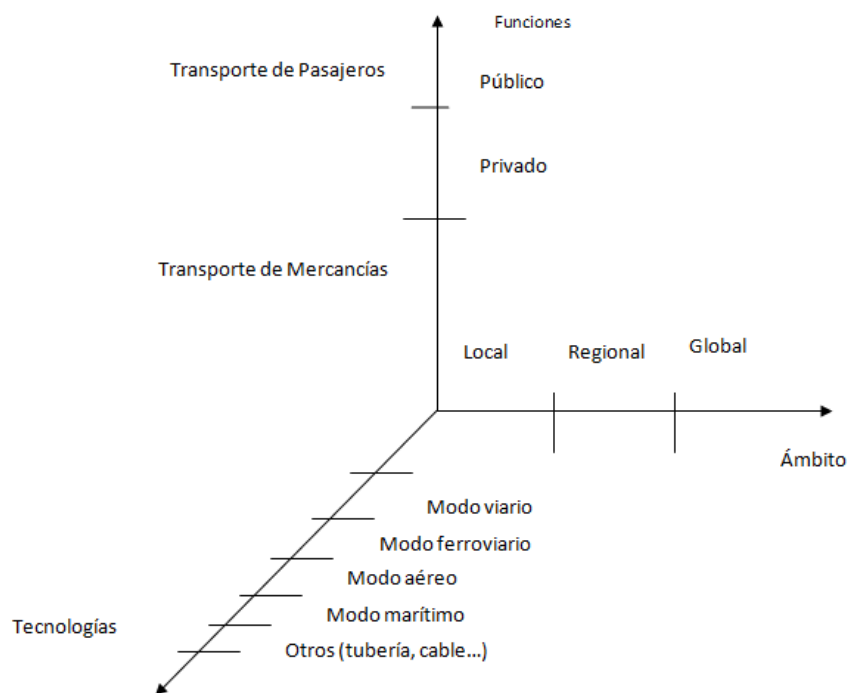 Funciones
Transporte de Pasajeros
Público
Privado
Transporte de Mercancías
Local
Regional
Global
Ámbito
Modo viario
Modo ferroviario
Modo aéreo
Modo marítimo
Tecnologías
Otros (tubería, cable...)